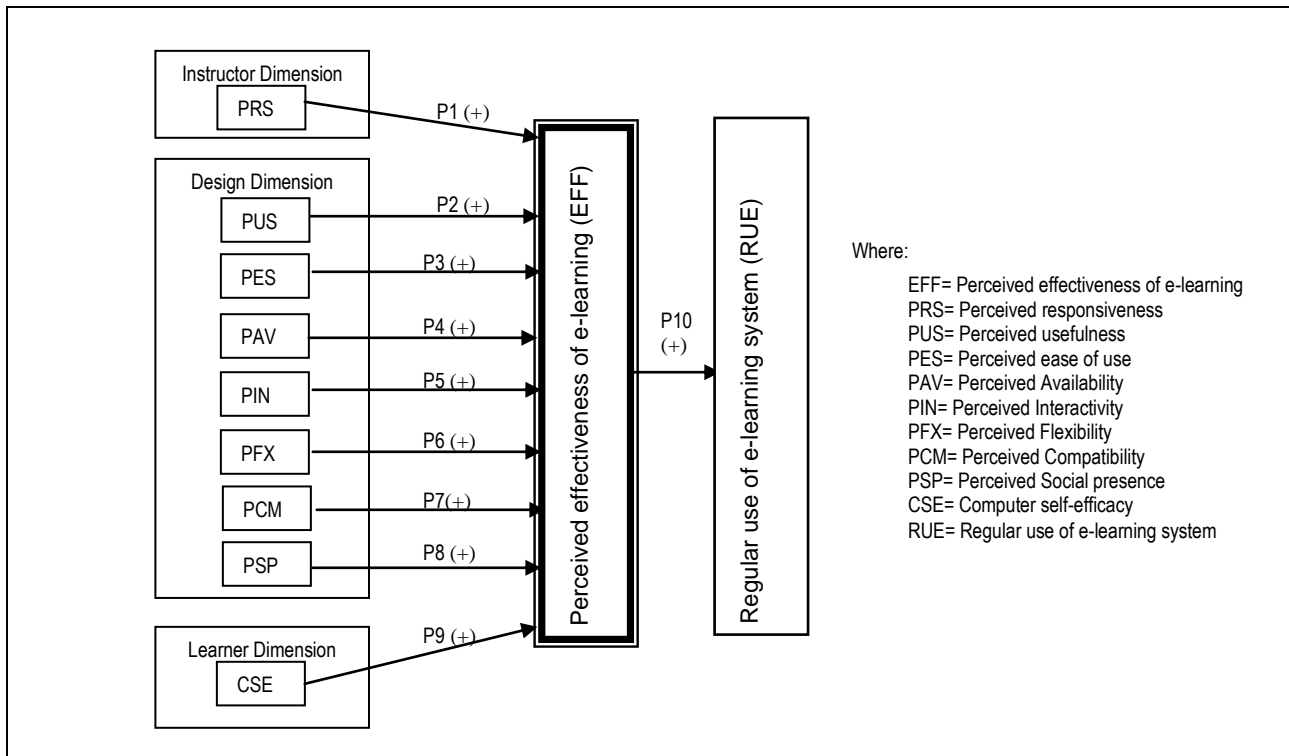 Instructor Dimension
PRS
P1 (+)
Design Dimension
PUS
P2 (+)
PES
P3 (+)
PAV
P4 (+)
PIN
P5 (+)
PFX
P6 (+)
PCM
P7(+)
PSP
P8 (+)
Learner Dimension
CSE
P9 (+)
Perceived effectiveness of e-learning (EFF)
P10
(+)
Regular use of e-learning system (RUE)
Where:
EFF= Perceived effectiveness of e-learning
PRS= Perceived responsiveness
PUS= Perceived usefulness
PES= Perceived ease of use
PAV= Perceived Availability
PIN= Perceived Interactivity
PFX= Perceived Flexibility
PCM= Perceived Compatibility
PSP= Perceived Social presence
CSE= Computer self-efficacy
RUE= Regular use of e-learning system